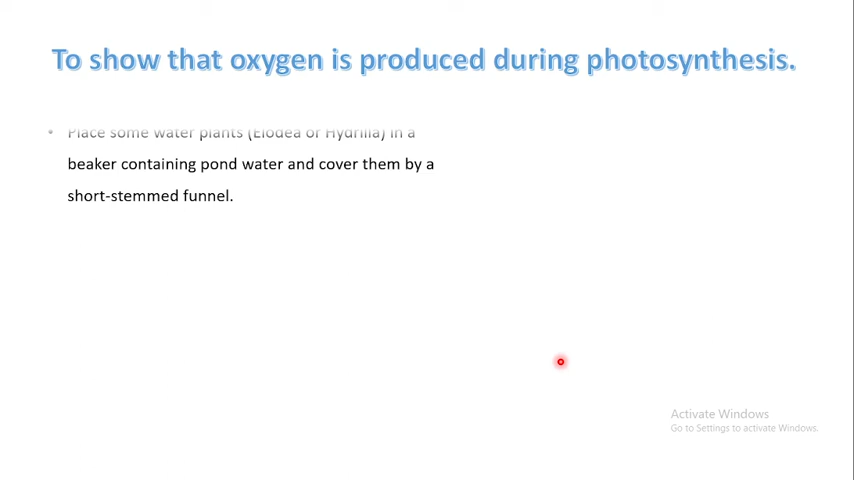 To show that oxygen is produced during photosynthesis.
• Place some water plants (Elodea or Hydrilla) in a
beaker containing pond water and cover them by a
short-stemmed funnel.
Activate Windows
Go to Settings to activate Windows.